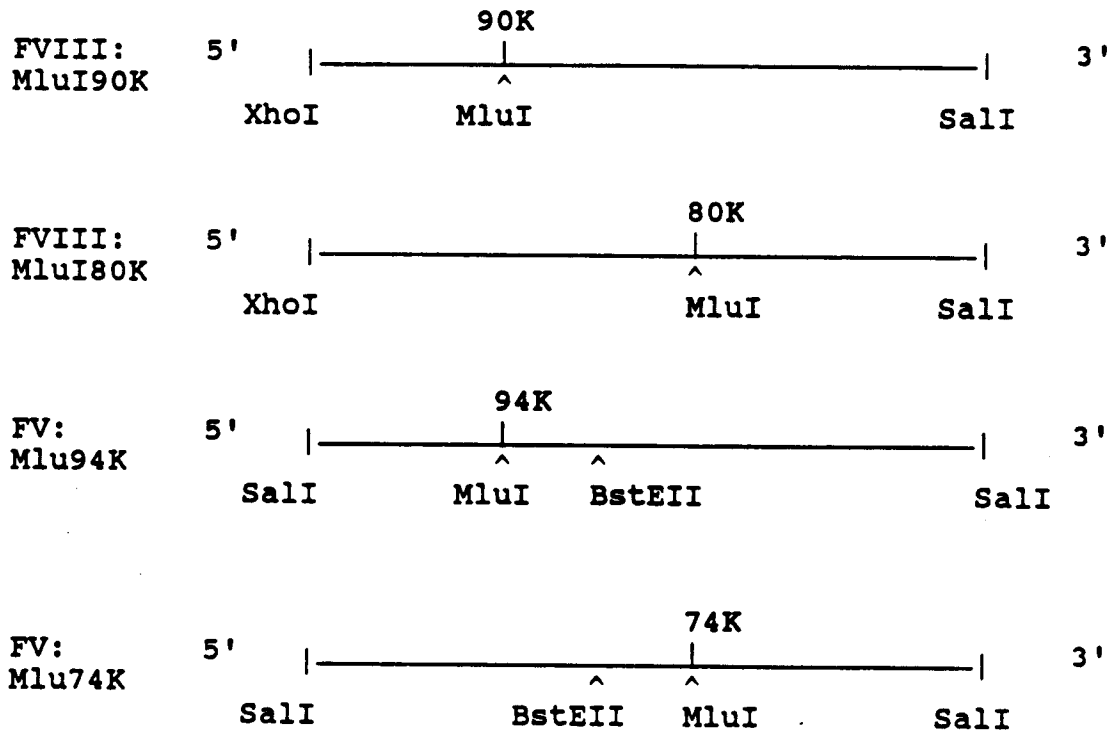 90K
FVIII: 5' 3'
MluI90K
XhoI MluI SalI
80K
FVIII: 5' 3'
MluI80K
XhoI MluI SalI
94K
FV: 5' 3'
Mlu94K
SalI MluI BstEII SalI
74K
FV: 5' 3'
Mlu74K
SalI BstEII MluI SalI